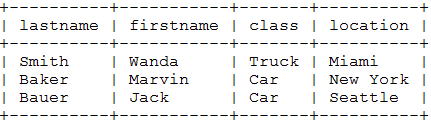 +----------+-----------+-------+----------+
| lastname | firstname | class | location |
+----------+-----------+-------+----------+
| Smith    | Wanda     | Truck | Miami    |
| Baker    | Marvin    | Car   | New York |
| Bauer    | Jack      | Car   | Seattle  |
+----------+-----------+-------+----------+